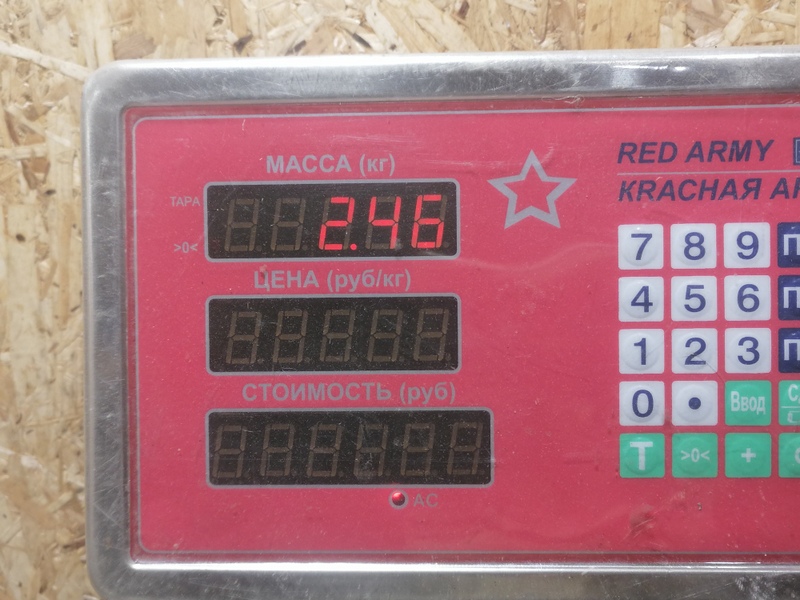 МАССА (кг)
ТАРА
2.46
>0<
ЦЕНА (руб/кг)
СТОИМОСТЬ (руб)
AC
RED ARMY
КРАСНАЯ
7 8 9
4 5 6
1 2 3
0 • Ввод
T >0< +